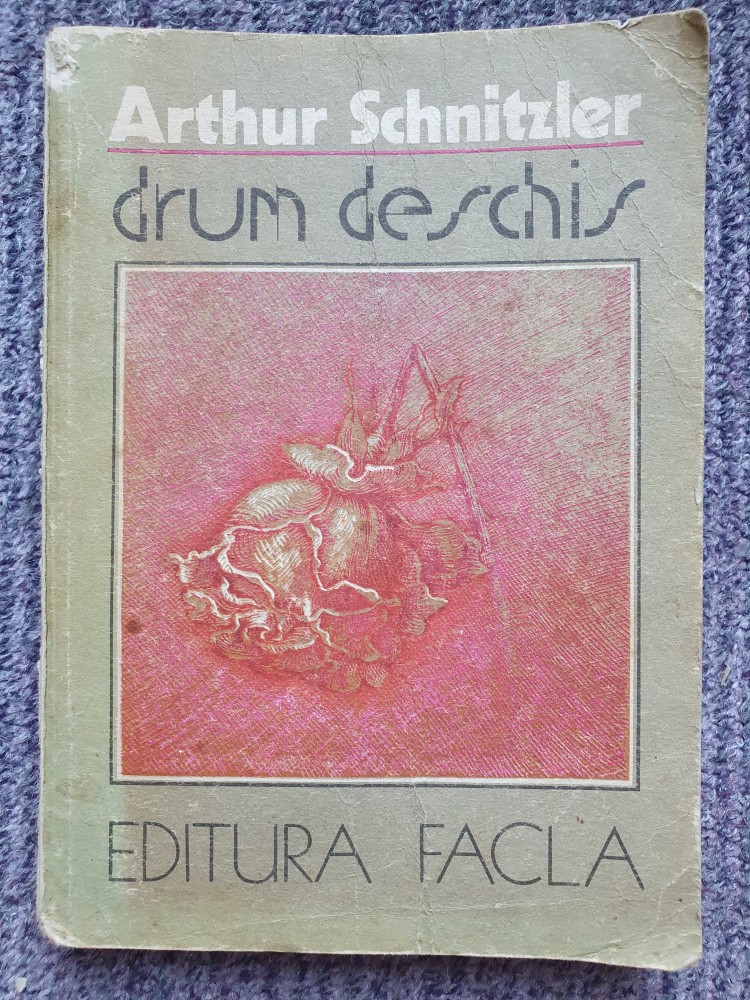 Arthur Schnitzler
drum deschis
EDITURA FACLA